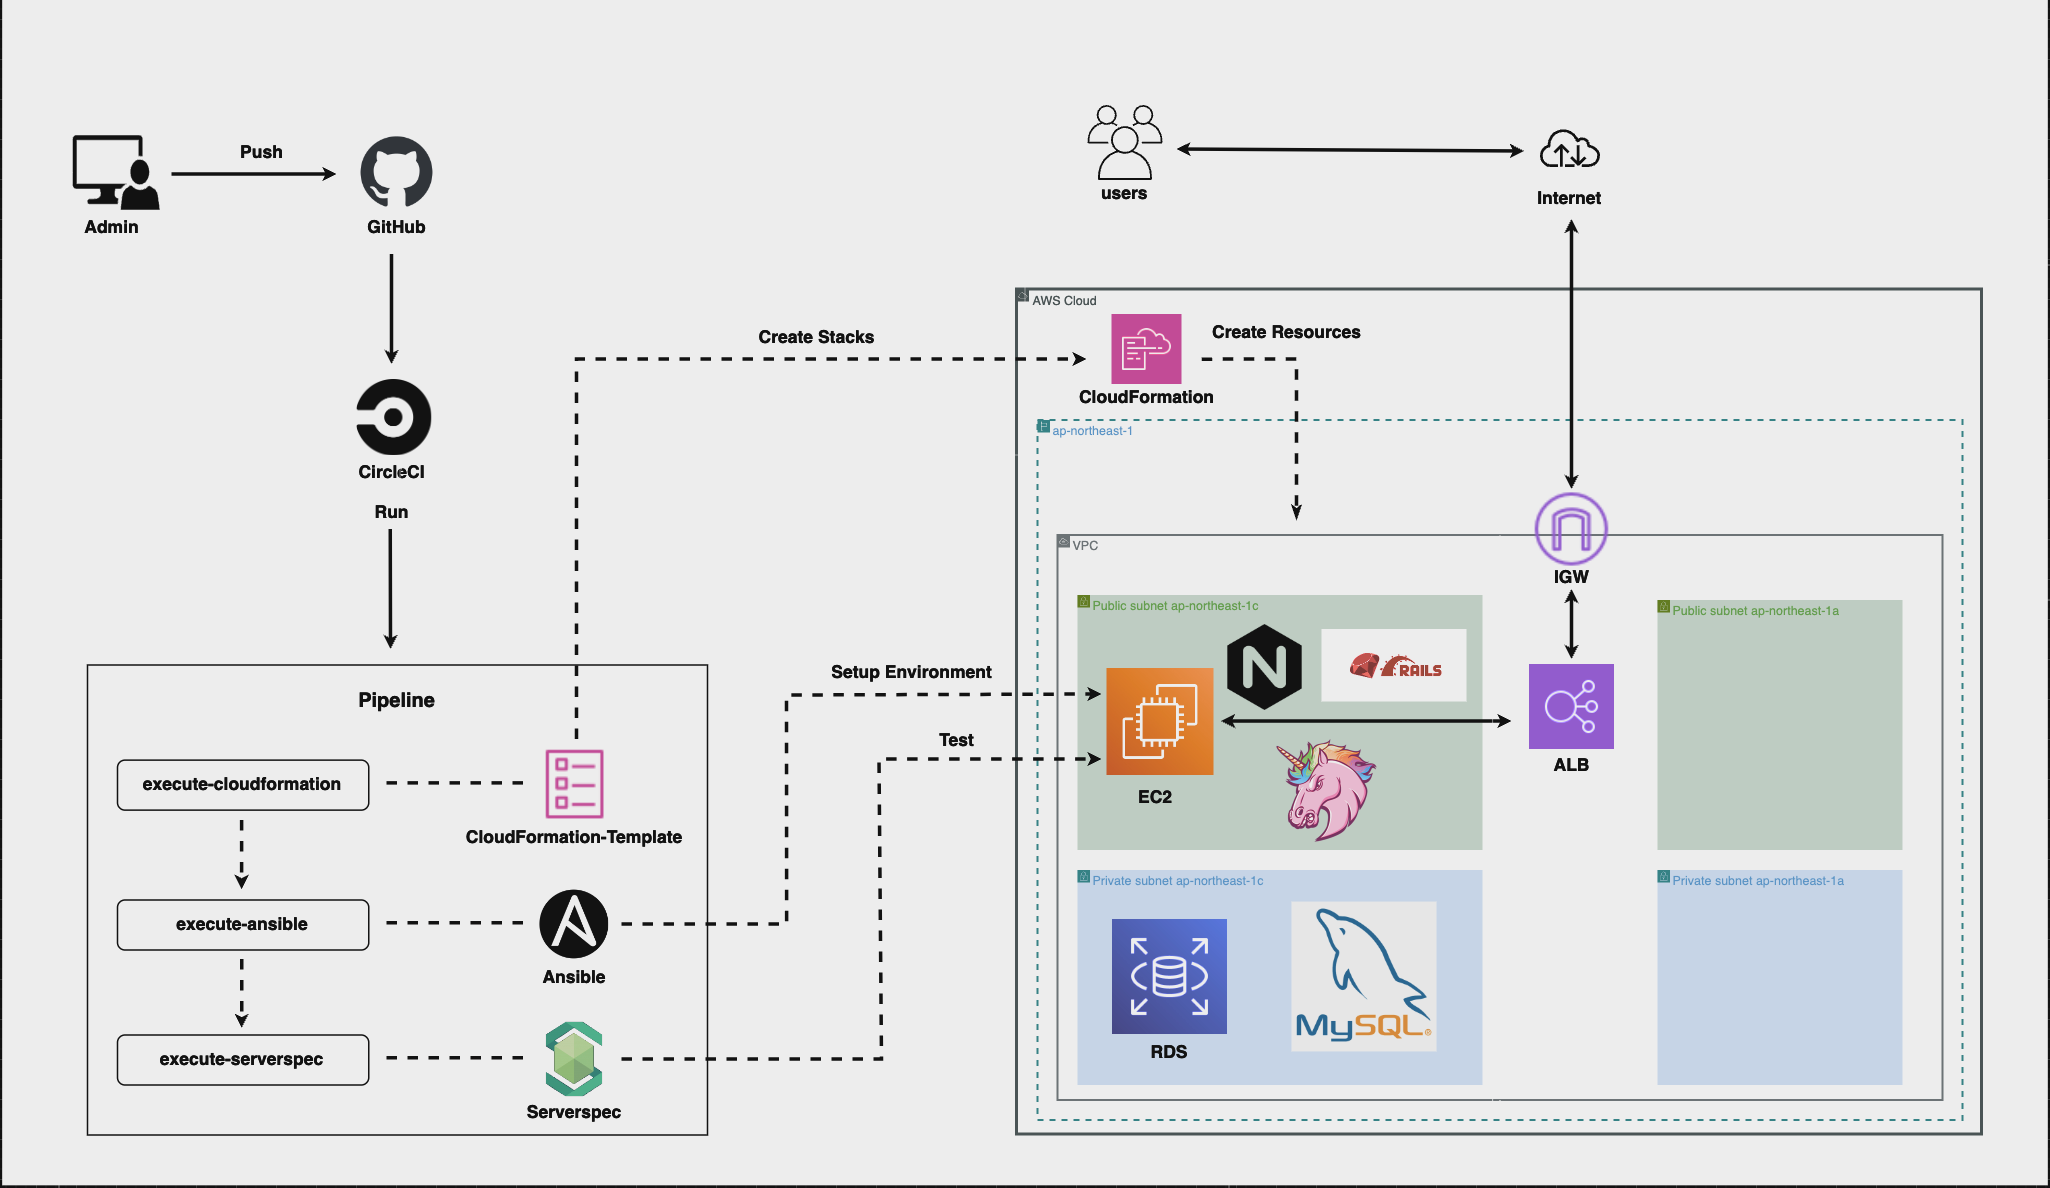 Admin
Push
GitHub
CircleCI
Run
Pipeline
execute-cloudformation
CloudFormation-Template
execute-ansible
Ansible
execute-serverspec
Serverspec
Create Stacks
Setup Environment
Test
users
Internet
AWS Cloud
CloudFormation
Create Resources
ap-northeast-1
VPC
IGW
Public subnet ap-northeast-1c
RAILS
EC2
ALB
Public subnet ap-northeast-1a
Private subnet ap-northeast-1c
RDS
MySQL®
Private subnet ap-northeast-1a